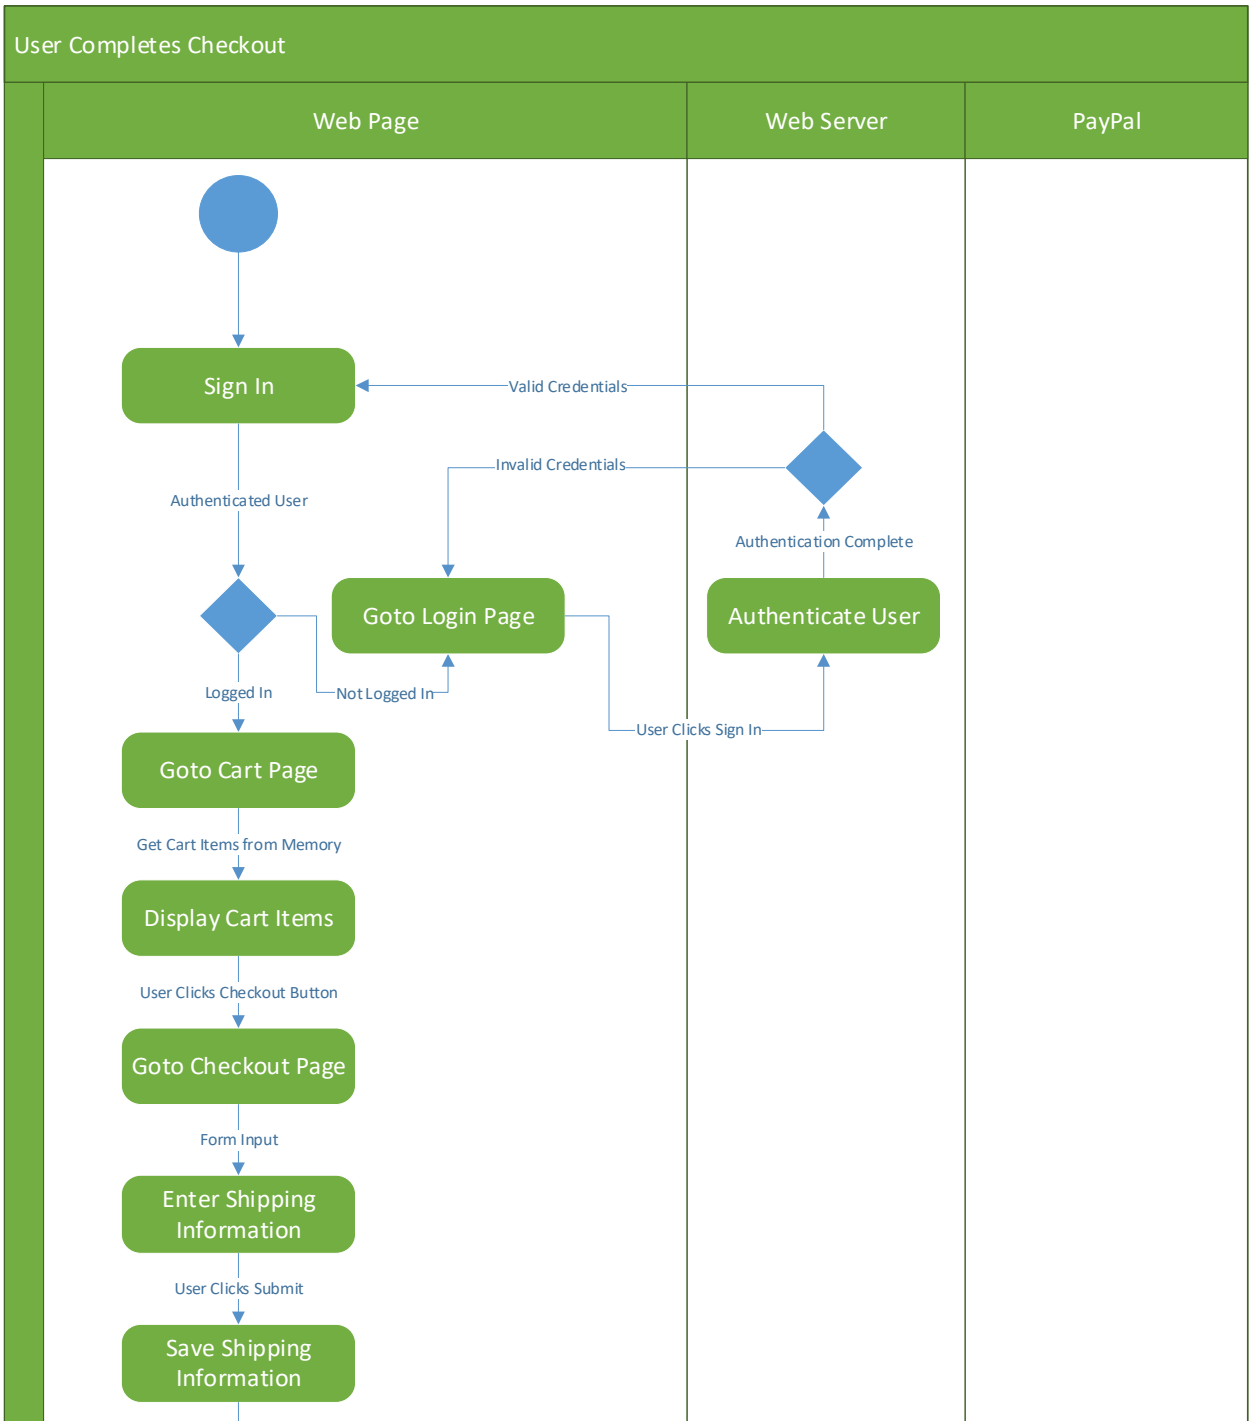 User Completes Checkout
Web Page
Web Server
PayPal
Sign In
Valid Credentials
Invalid Credentials
Authenticated User
Authentication Complete
Goto Login Page
Authenticate User
Logged In
Not Logged In
User Clicks Sign In
Goto Cart Page
Get Cart Items from Memory
Display Cart Items
User Clicks Checkout Button
Goto Checkout Page
Form Input
Enter Shipping
Information
User Clicks Submit
Save Shipping
Information